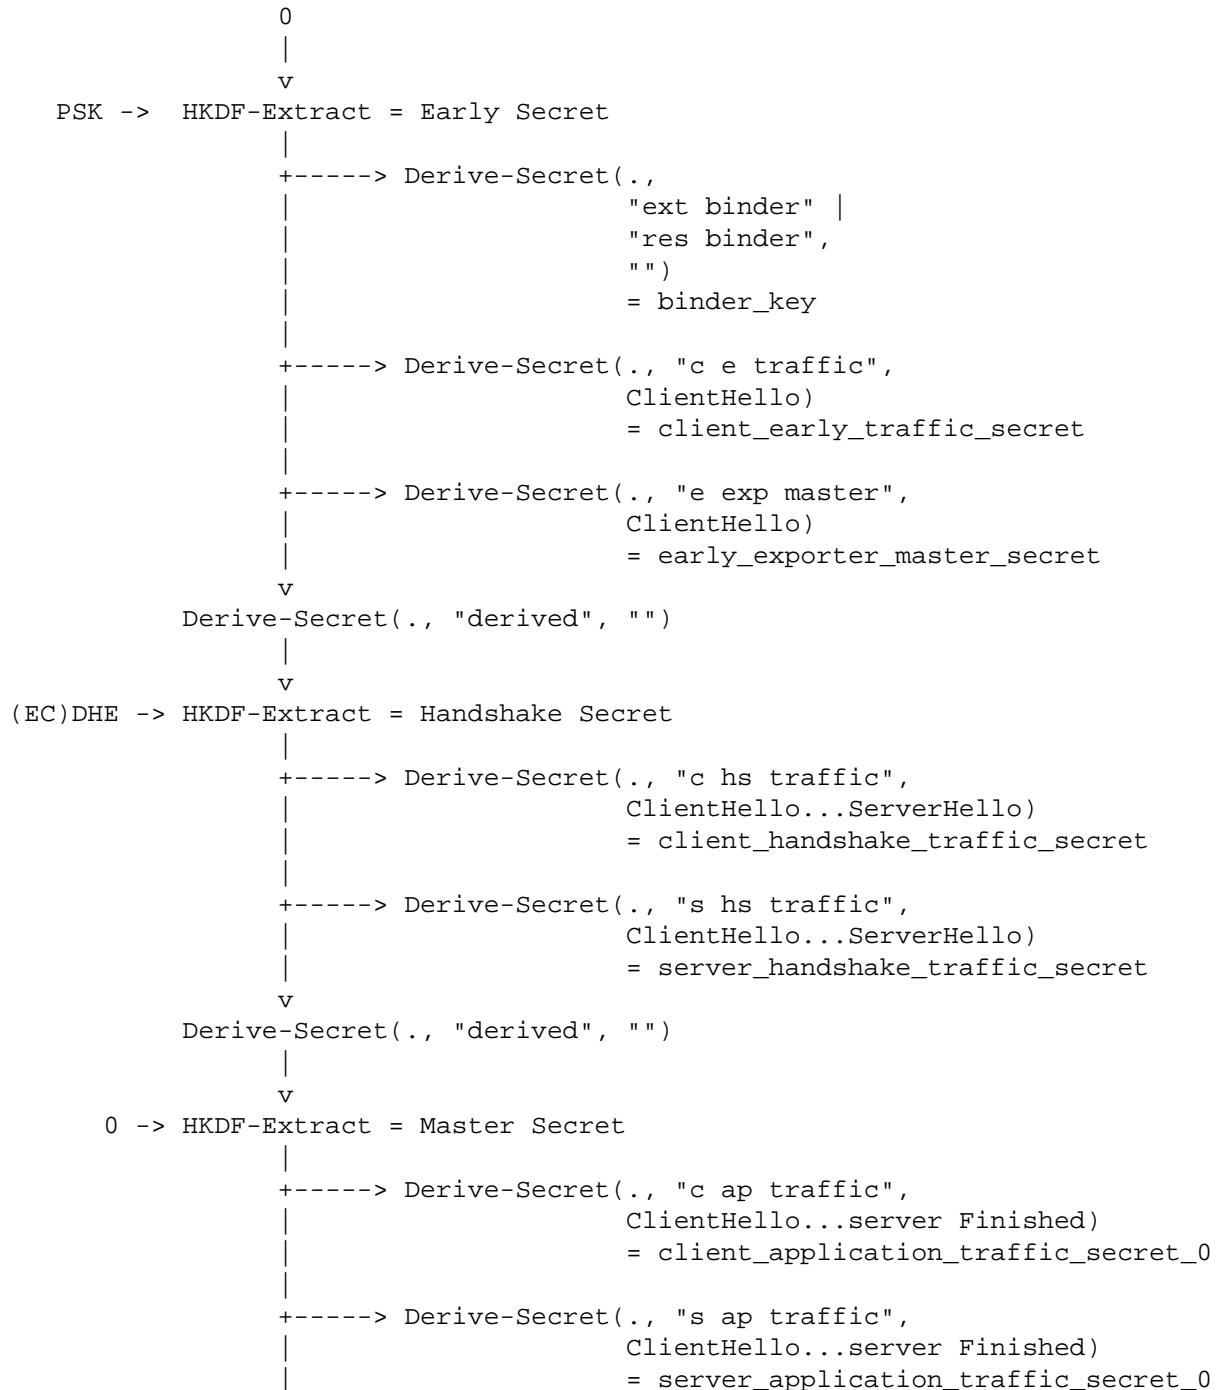 0
                       |
                       v
    PSK ->  HKDF-Extract = Early Secret
                       |
                       +-----> Derive-Secret(.,
                       |                     "ext binder" |
                       |                     "res binder",
                       |                     "")
                       |                     = binder_key
                       |
                       +-----> Derive-Secret(., "c e traffic",
                       |                     ClientHello)
                       |                     = client_early_traffic_secret
                       |
                       +-----> Derive-Secret(., "e exp master",
                       |                     ClientHello)
                       |                     = early_exporter_master_secret
                       v
                 Derive-Secret(., "derived", "")
                       |
                       v
(EC)DHE -> HKDF-Extract = Handshake Secret
                       |
                       +-----> Derive-Secret(., "c hs traffic",
                       |                     ClientHello...ServerHello)
                       |                     = client_handshake_traffic_secret
                       |
                       +-----> Derive-Secret(., "s hs traffic",
                       |                     ClientHello...ServerHello)
                       |                     = server_handshake_traffic_secret
                       v
                 Derive-Secret(., "derived", "")
                       |
                       v
      0 -> HKDF-Extract = Master Secret
                       |
                       +-----> Derive-Secret(., "c ap traffic",
                       |                     ClientHello...server Finished)
                       |                     = client_application_traffic_secret_0
                       |
                       +-----> Derive-Secret(., "s ap traffic",
                       |                     ClientHello...server Finished)
                       |                     = server_application_traffic_secret_0